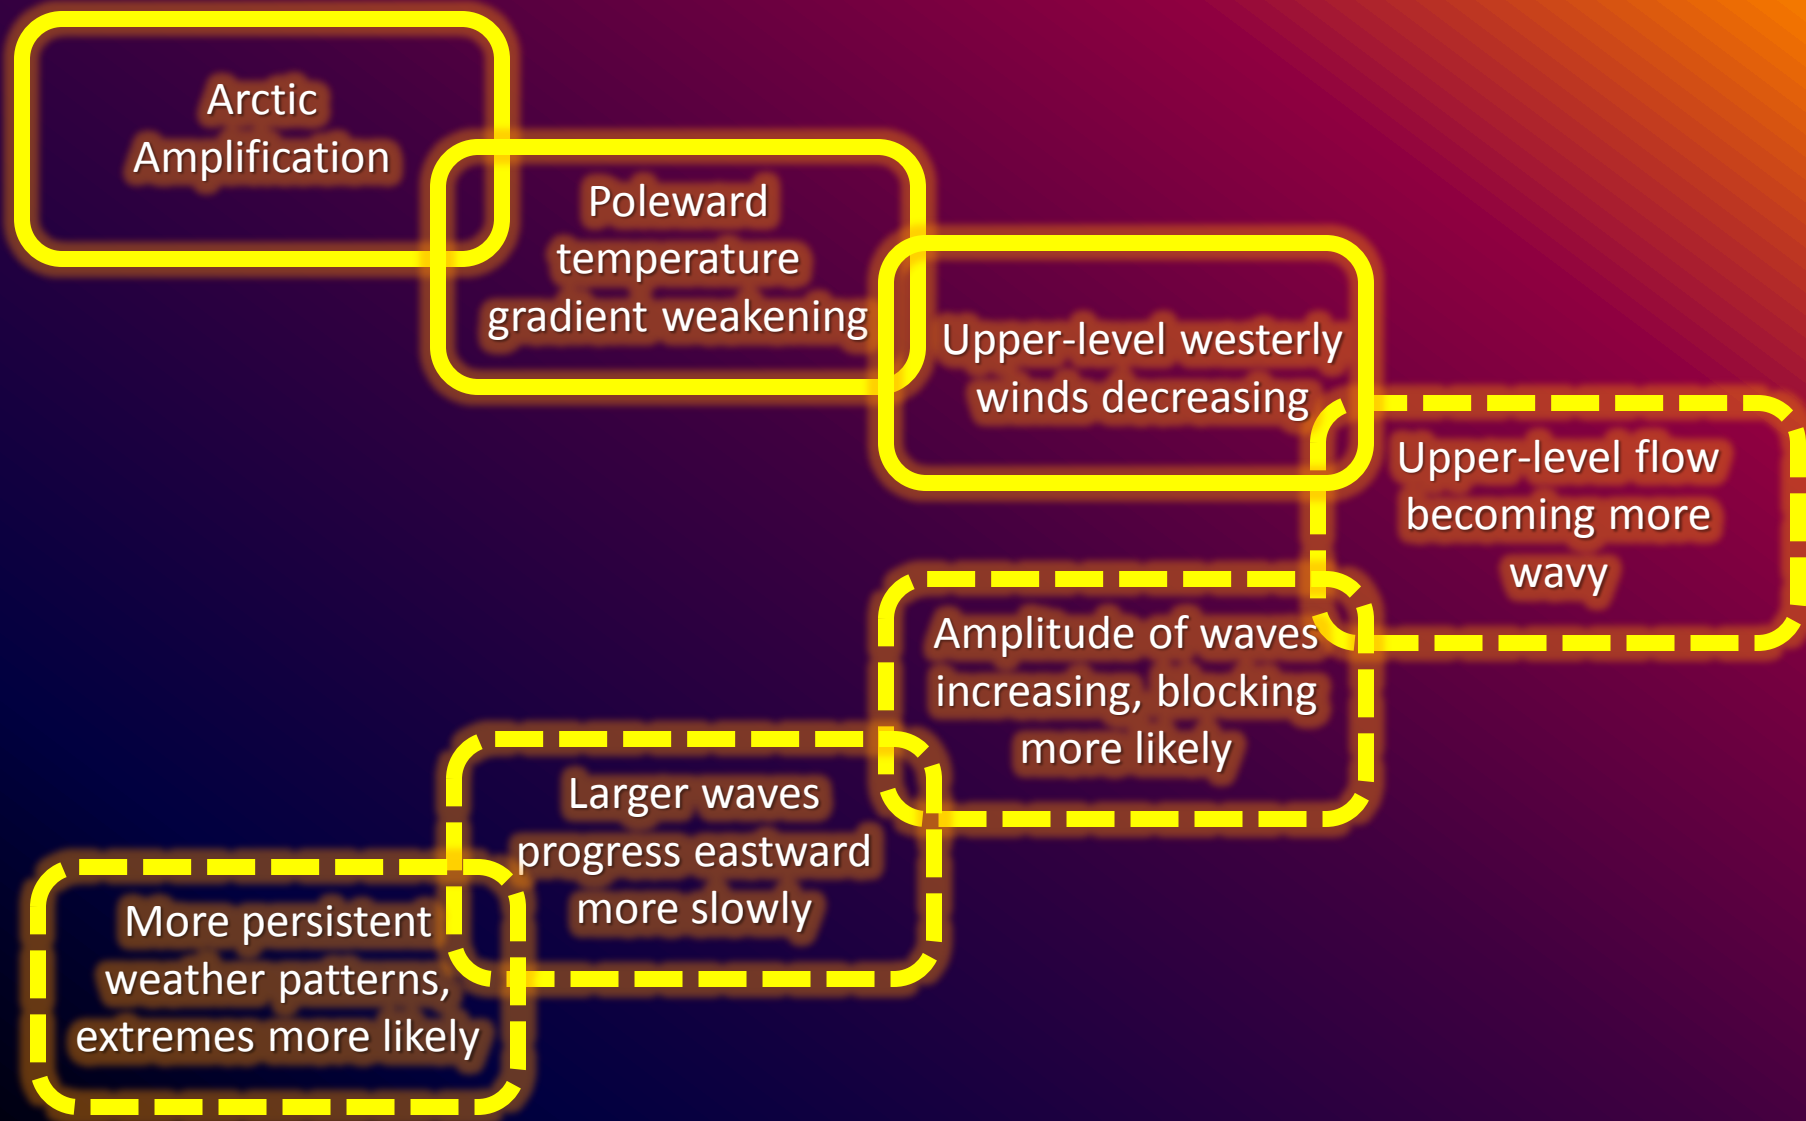 Arctic
Amplification
Poleward
temperature
gradient weakening
Upper-level westerly
winds decreasing
Upper-level flow
becoming more
wavy
Amplitude of waves
increasing, blocking
more likely
Larger waves
progress eastward
more slowly
More persistent
weather patterns,
extremes more likely